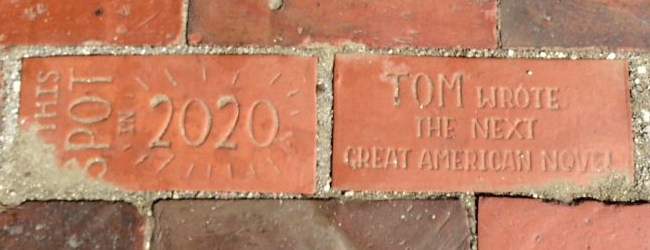 THIS
SPOT
IN
2020
TOM WROTE
THE NEXT
GREAT AMERICAN NOVEL